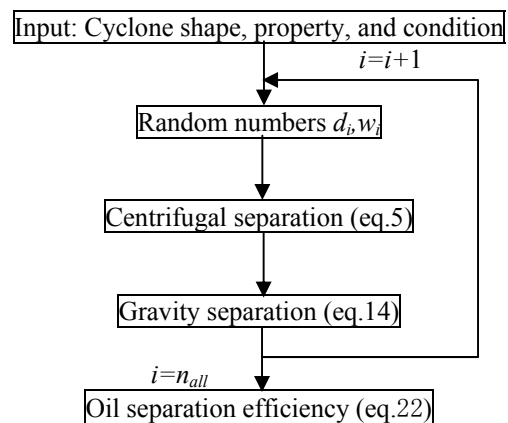 Input: Cyclone shape, property, and condition
i=i+1
Random numbers dᵢ,wᵢ
Centrifugal separation (eq.5)
Gravity separation (eq.14)
i=nₐₗₗ
Oil separation efficiency (eq.22)